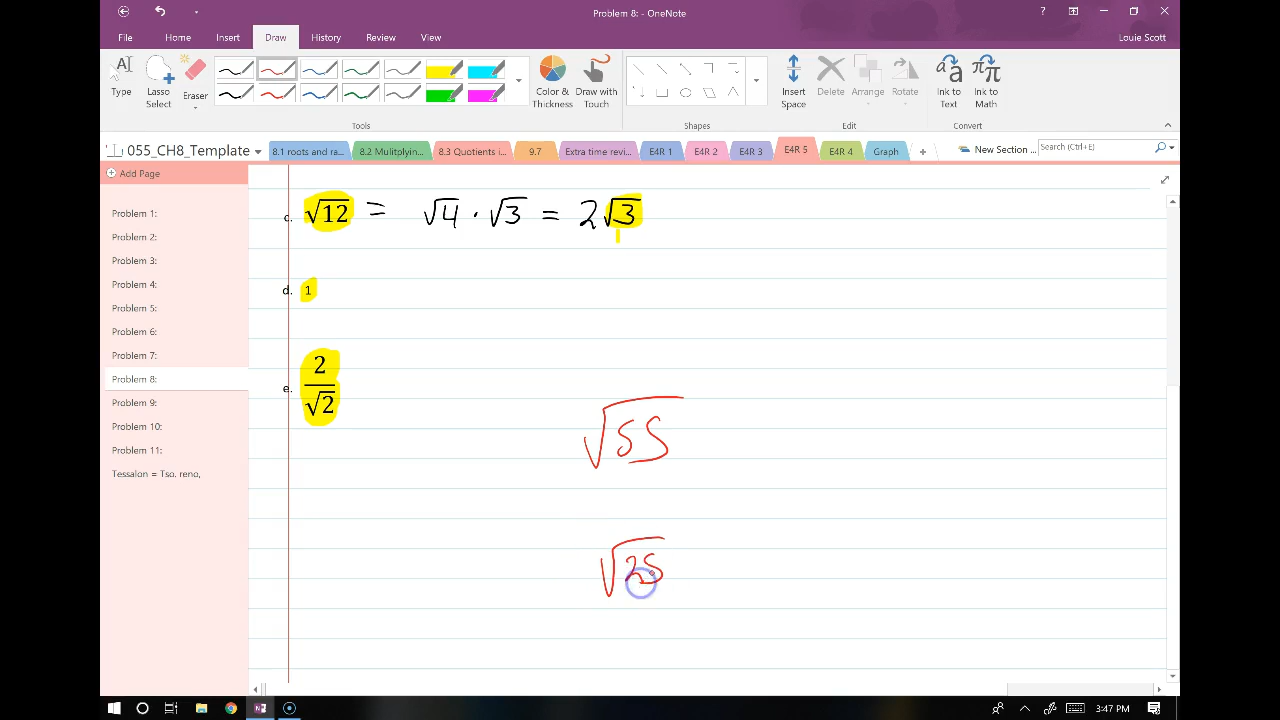 Problem 8: - OneNote
?
File Home Insert Draw History Review View
Louie Scott
Type
Lasso Select
Eraser
Color & Thickness
Draw with Touch
Insert Space
Delete
Arrange
Rotate
Ink to Text
Ink to Math
Tools
Shapes
Edit
Convert
055_CH8_Template
8.1 roots and ra...
8.2 Mulitplying...
8.3 Quotients i...
9.7
Extra time revi...
E4R 1
E4R 2
E4R 3
E4R 5
E4R 4
Graph
New Section ...
Search (Ctrl+E)
Add Page
Problem 1:
Problem 2:
Problem 3:
Problem 4:
Problem 5:
Problem 6:
Problem 7:
Problem 8:
Problem 9:
Problem 10:
Problem 11:
Tessalon = Tso. reno,
c. √12 = √4 · √3 = 2√3
d. 1
e. 2/√2
√55
√25
3:47 PM